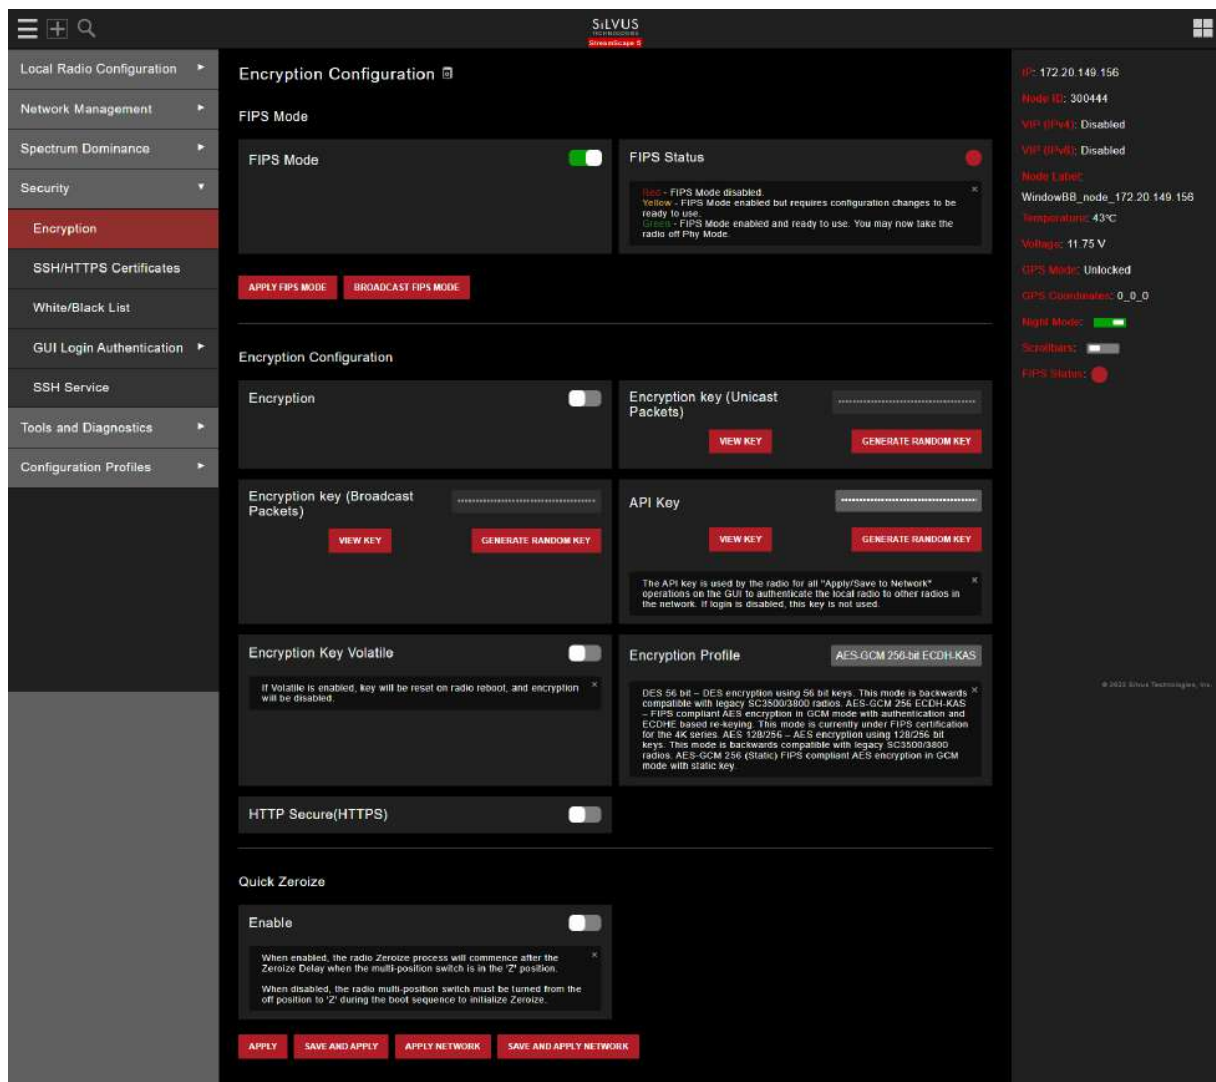 SiLVUS
TECHNOLOGIES
StreamScape 5
Local Radio Configuration
Network Management
Spectrum Dominance
Security
Encryption
SSH/HTTPS Certificates
White/Black List
GUI Login Authentication
SSH Service
Tools and Diagnostics
Configuration Profiles
Encryption Configuration
FIPS Mode
FIPS Mode
FIPS Status
Red - FIPS Mode disabled.
Yellow - FIPS Mode enabled but requires configuration changes to be
ready to use.
Green - FIPS Mode enabled and ready to use. You may now take the
radio off Phy Mode.
APPLY FIPS MODE
BROADCAST FIPS MODE
Encryption Configuration
Encryption
Encryption key (Unicast
Packets)
VIEW KEY
GENERATE RANDOM KEY
Encryption key (Broadcast
Packets)
VIEW KEY
GENERATE RANDOM KEY
API Key
VIEW KEY
GENERATE RANDOM KEY
The API key is used by the radio for all "Apply/Save to Network"
operations on the GUI to authenticate the local radio to other radios in
the network. If login is disabled, this key is not used.
Encryption Key Volatile
If Volatile is enabled, key will be reset on radio reboot, and encryption
will be disabled.
Encryption Profile
AES-GCM 256-bit ECDH-KAS
DES 56 bit – DES encryption using 56 bit keys. This mode is backwards
compatible with legacy SC3500/3800 radios. AES-GCM 256 ECDH-KAS
– FIPS compliant AES encryption in GCM mode with authentication and
ECDHE based re-keying. This mode is currently under FIPS certification
for the 4K series. AES 128/256 – AES encryption using 128/256 bit
keys. This mode is backwards compatible with legacy SC3500/3800
radios. AES-GCM 256 (Static) FIPS compliant AES encryption in GCM
mode with static key.
HTTP Secure(HTTPS)
Quick Zeroize
Enable
When enabled, the radio Zeroize process will commence after the
Zeroize Delay when the multi-position switch is in the 'Z' position.
When disabled, the radio multi-position switch must be turned from the
off position to 'Z' during the boot sequence to initialize Zeroize.
APPLY
SAVE AND APPLY
APPLY NETWORK
SAVE AND APPLY NETWORK
IP: 172.20.149.156
Node ID: 300444
VIP (IPv4): Disabled
VIP (IPv6): Disabled
Node Label:
WindowBB_node_172.20.149.156
Temperature: 43°C
Voltage: 11.75 V
GPS Mode: Unlocked
GPS Coordinates: 0_0_0
Night Mode:
Scrollbars:
FIPS Status:
Silvus Technologies, Inc.